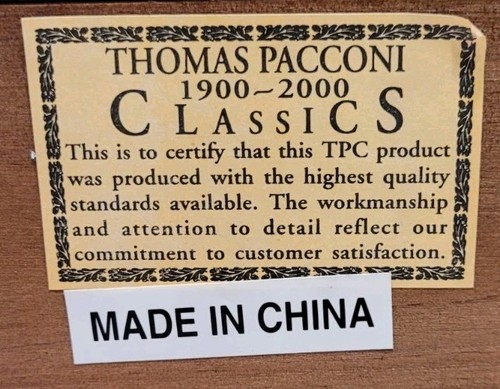 THOMAS PACCONI
1900~2000
CLASSICS
This is to certify that this TPC product
was produced with the highest quality
standards available. The workmanship
and attention to detail reflect our
commitment to customer satisfaction.
MADE IN CHINA